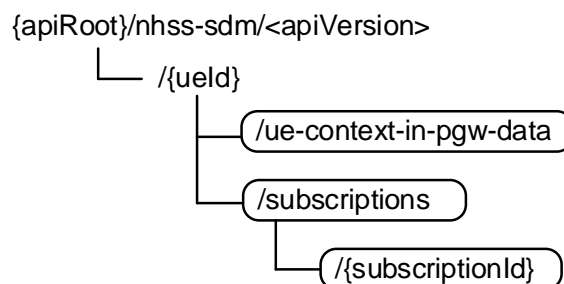 {apiRoot}/nhss-sdm/<apiVersion>
/{ueId}
/ue-context-in-pgw-data
/subscriptions
/{subscriptionId}